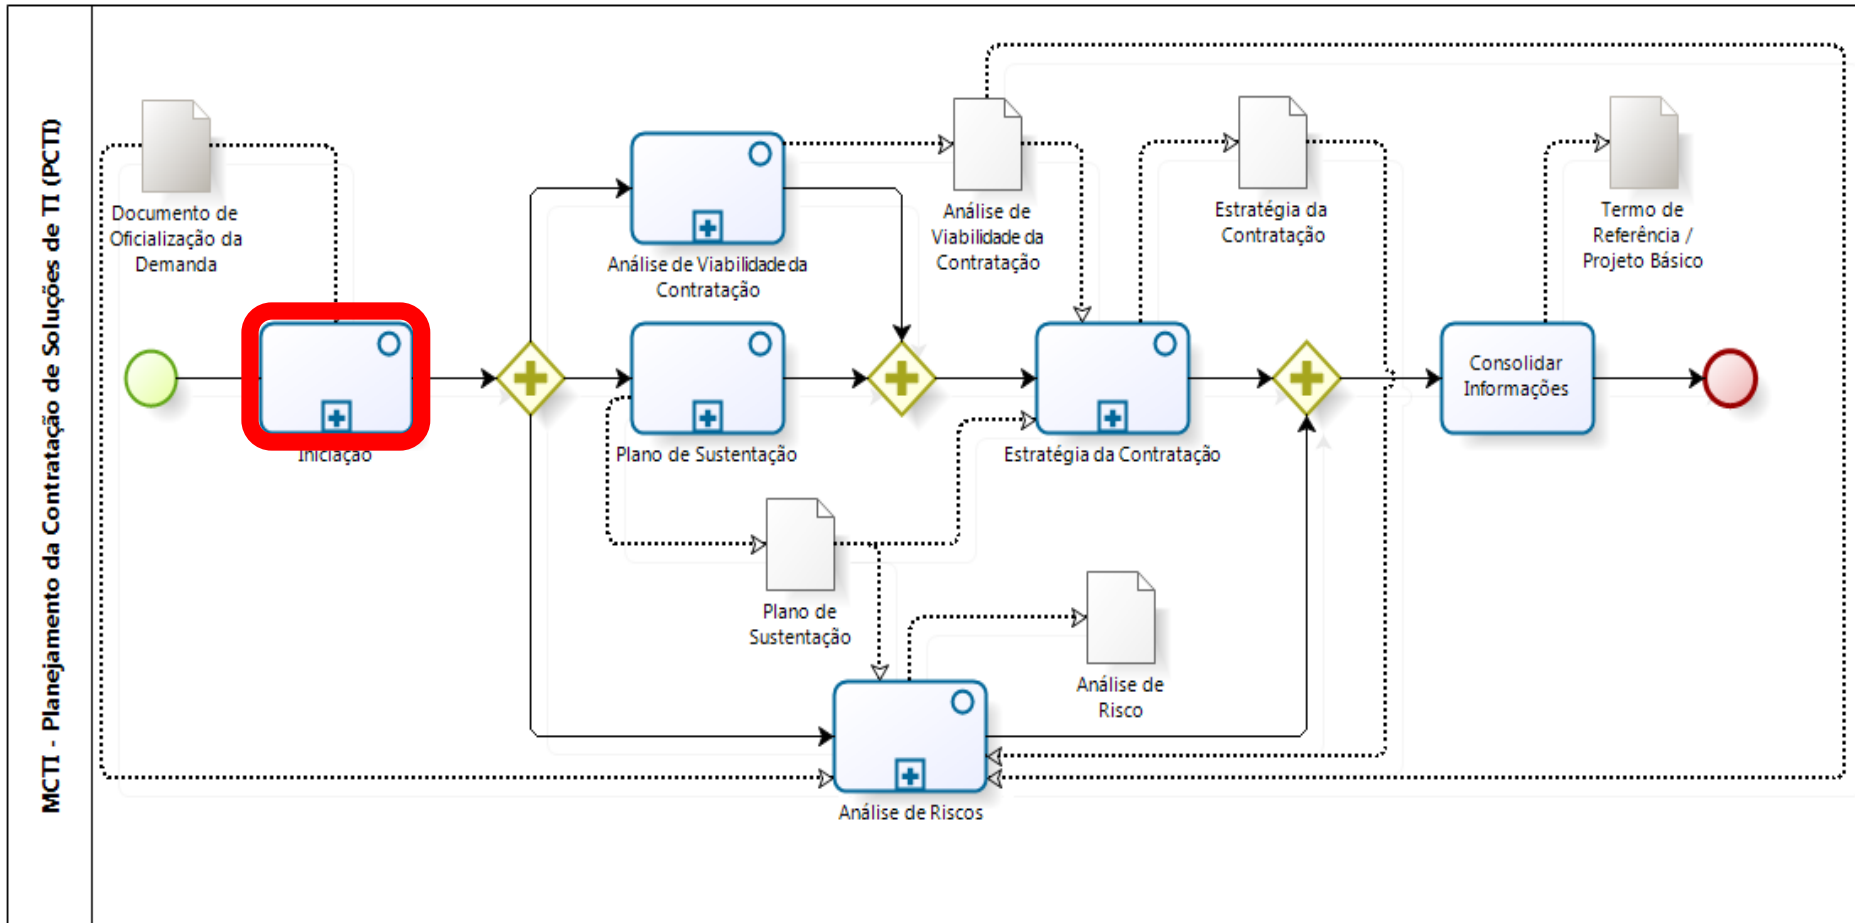 MCTI - Planejamento da Contratação de Soluções de TI (PCTI)
Documento de
Oficialização da
Demanda
Iniciação
Análise de Viabilidade da
Contratação
Plano de Sustentação
Plano de
Sustentação
Análise de
Viabilidade da
Contratação
Estratégia da Contratação
Estratégia da
Contratação
Análise de
Risco
Análise de Riscos
Consolidar
Informações
Termo de
Referência /
Projeto Básico